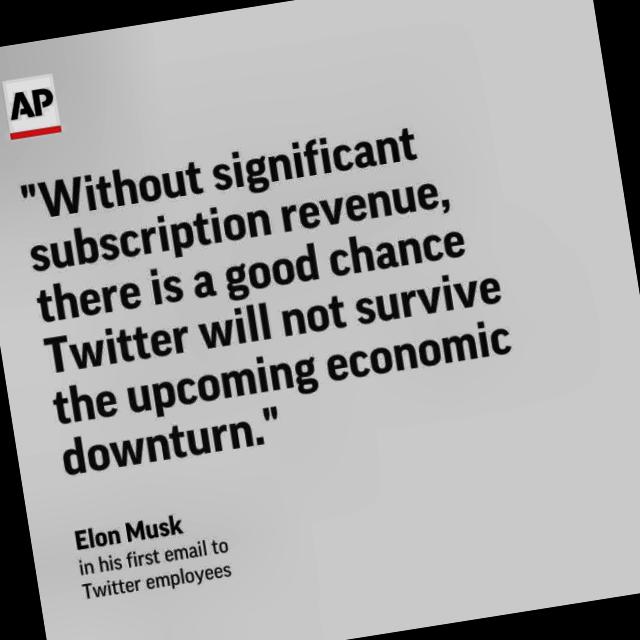 AP
"Without significant
subscription revenue,
there is a good chance
Twitter will not survive
the upcoming economic
downturn."
Elon Musk
in his first email to
Twitter employees